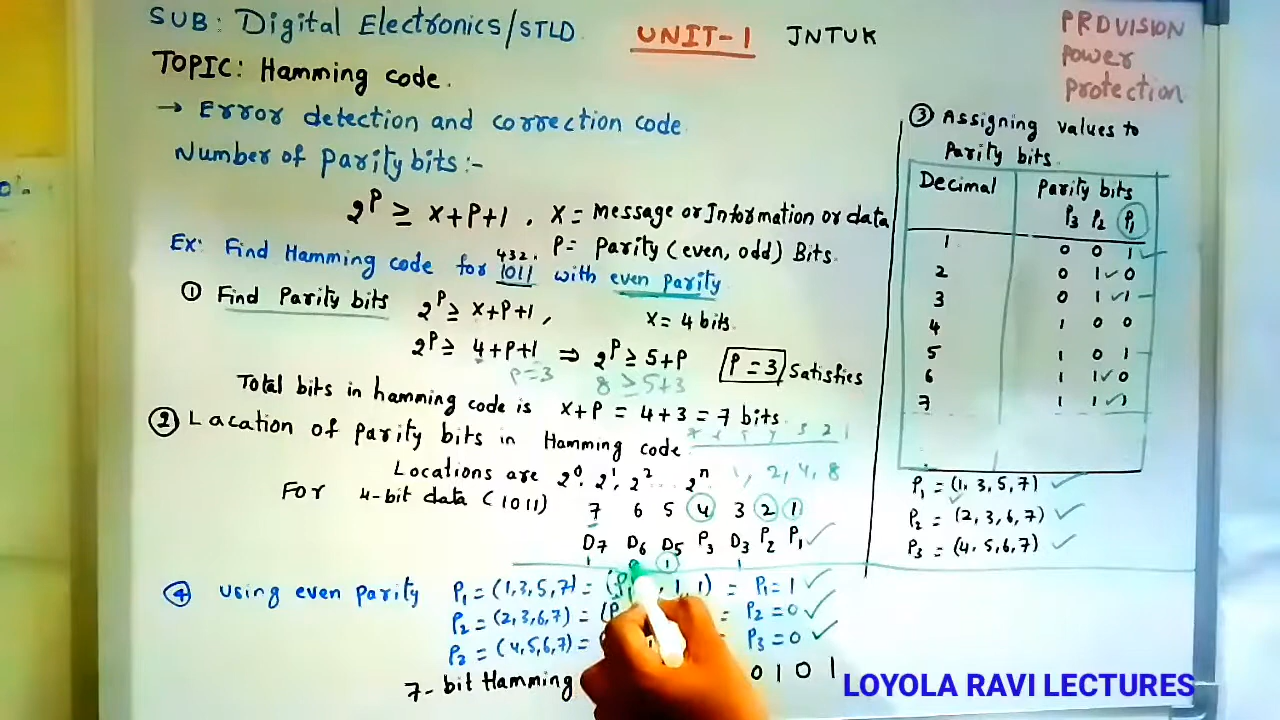 SUB: Digital Electronics/STLD UNIT-1 JNTUK
TOPIC: Hamming code.
→ Error detection and correction code
Number of Parity bits:-
2^P ≥ x+P+1, x = Message or Information or data
P = Parity (even, odd) Bits.
432.
Ex: Find Hamming code for 1011 with even parity
① Find Parity bits 2^P ≥ x+P+1, x = 4 bits.
2^P ≥ 4+P+1 ⇒ 2^P ≥ 5+P P=3 Satisfies
P=3 8 ≥ 5+3
Total bits in hamming code is x+P = 4+3 = 7 bits.
② Lacation of Parity bits in Hamming code
Locations are 2^0, 2^1, 2^2 ... 2^n 1, 2, 4, 8
For 4-bit data (1011) 7 6 5 4 3 2 1
D7 D6 D5 P3 D3 P2 P1 ✓
1 1 1
④ using even parity P1 = (1,3,5,7) = (P1 , 1, 1) = P1 = 1 ✓
P2 = (2,3,6,7) = (P = P2 = 0 ✓
P3 = (4,5,6,7) = = P3 = 0 ✓
7-bit Hamming 0 1 0 1
PROVISION
Power
Protection
③ Assigning values to
Parity bits.
Decimal Parity bits
P3 P2 P1
1 0 0 1 ✓
2 0 1 ✓ 0
3 0 1 ✓ 1
4 1 0 0
5 1 0 1
6 1 1 ✓ 0
7 1 1 ✓ 1
P1 = (1, 3, 5, 7) ✓
P2 = (2, 3, 6, 7) ✓
P3 = (4, 5, 6, 7) ✓
LOYOLA RAVI LECTURES